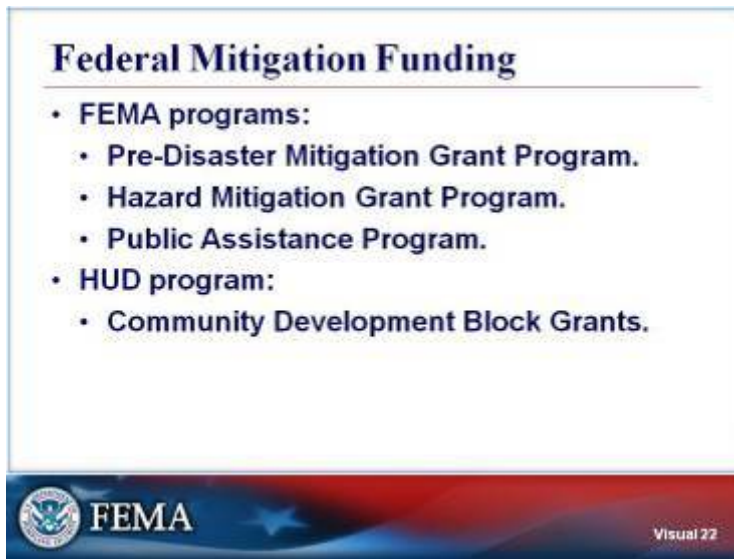 Federal Mitigation Funding
• FEMA programs:
• Pre-Disaster Mitigation Grant Program.
• Hazard Mitigation Grant Program.
• Public Assistance Program.
• HUD program:
• Community Development Block Grants.
FEMA
Visual 22